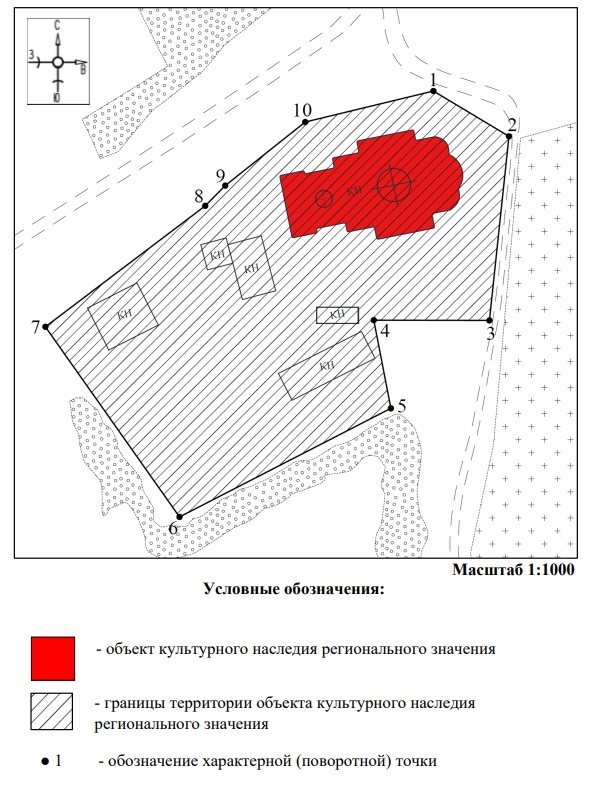 С
З
В
Ю
1
2
10
9
8
КН
КН
КН
КН
7
КН
4
3
КН
5
6
Масштаб 1:1000
Условные обозначения:
- объект культурного наследия регионального значения
- границы территории объекта культурного наследия
регионального значения
● 1 - обозначение характерной (поворотной) точки